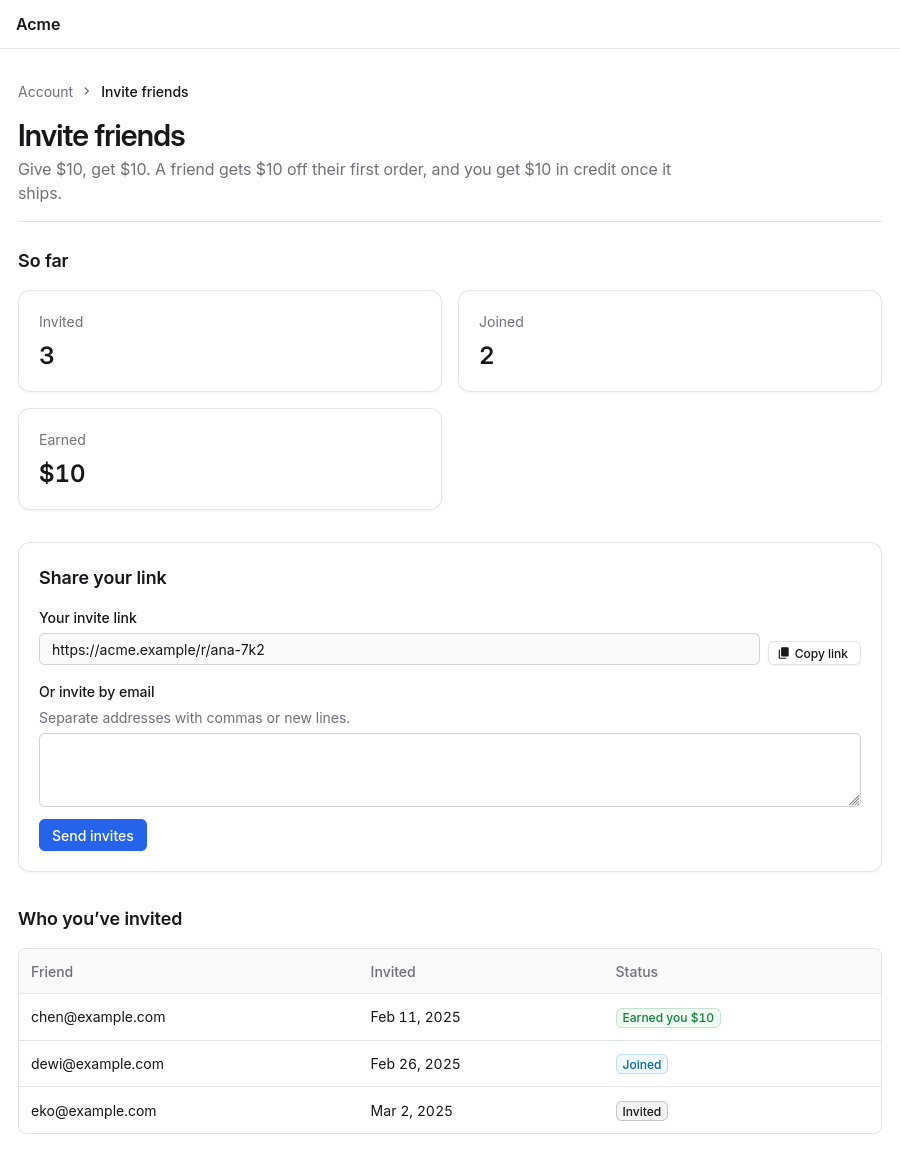 Acme
Account
Invite friends
Invite friends
Give $10, get $10. A friend gets $10 off their first order, and you get $10 in credit once it
ships.
So far
Invited
3
Joined
2
Earned
$10
Share your link
Your invite link
https://acme.example/r/ana-7k2
Copy link
Or invite by email
Separate addresses with commas or new lines.
Send invites
Who you’ve invited
Friend Invited Status
chen@example.com Feb 11, 2025 Earned you $10
dewi@example.com Feb 26, 2025 Joined
eko@example.com Mar 2, 2025 Invited